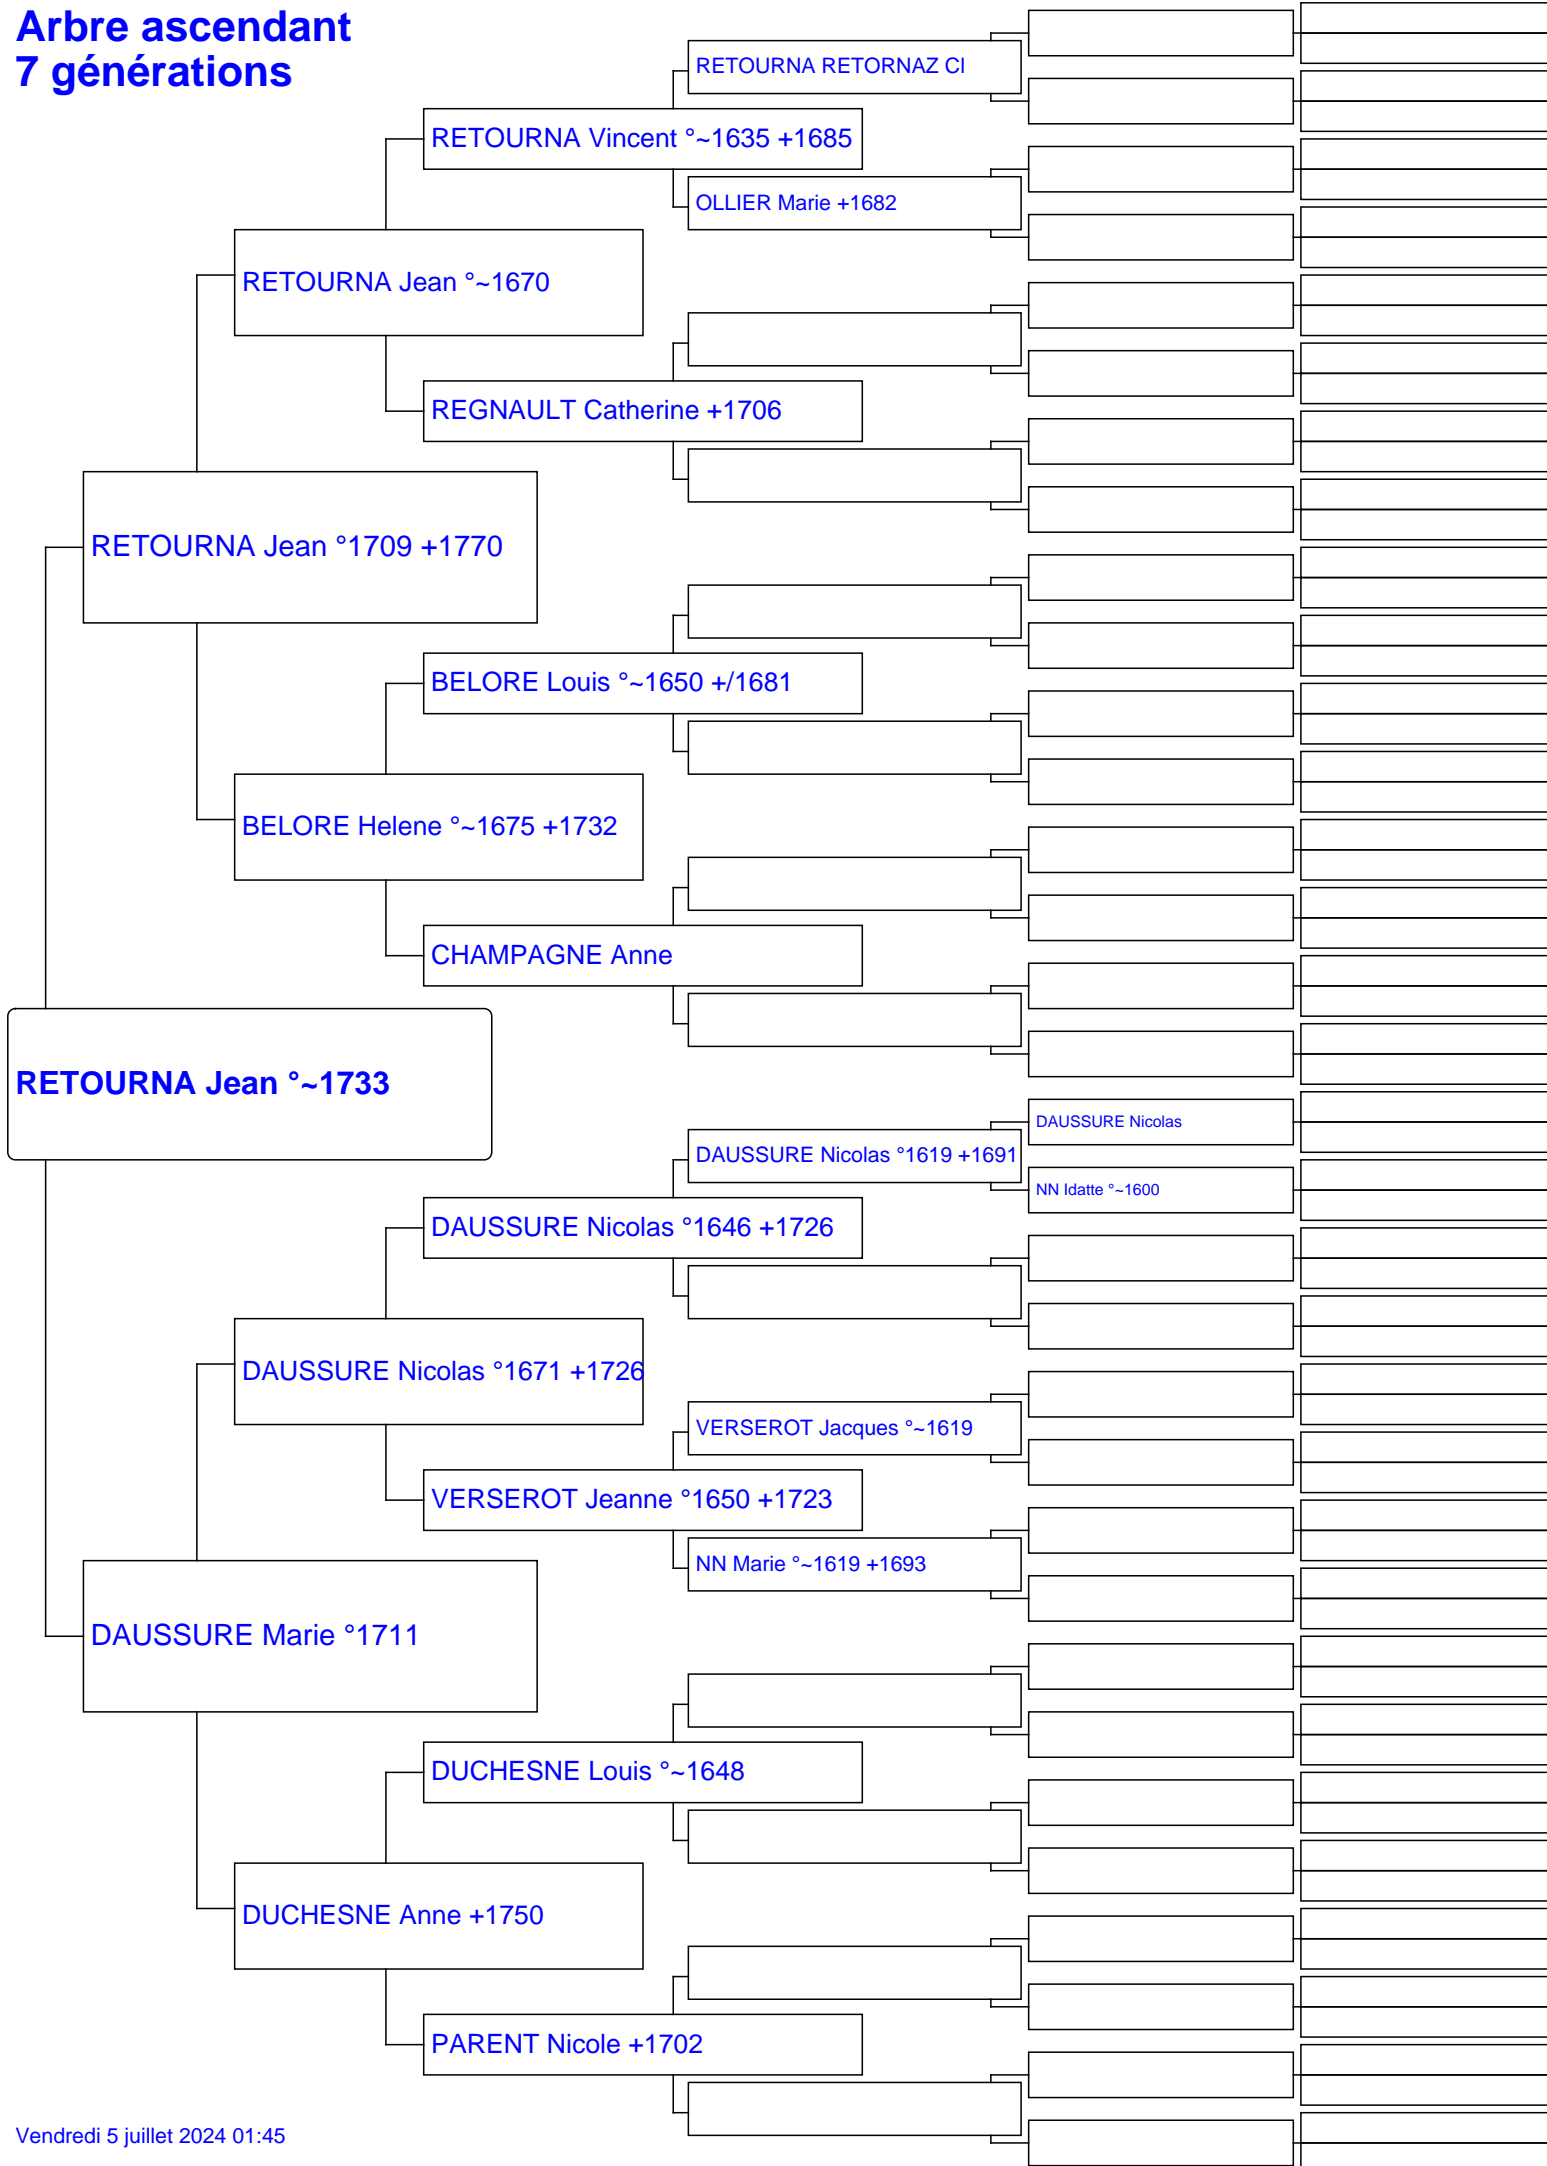 Arbre ascendant
7 générations
RETOURNA RETORNAZ Cl
RETOURNA Vincent °~1635 +1685
OLLIER Marie +1682
RETOURNA Jean °~1670
REGNAULT Catherine +1706
RETOURNA Jean °1709 +1770
BELORE Louis °~1650 +/1681
BELORE Helene °~1675 +1732
CHAMPAGNE Anne
RETOURNA Jean °~1733
DAUSSURE Nicolas
DAUSSURE Nicolas °1619 +1691
NN Idatte °~1600
DAUSSURE Nicolas °1646 +1726
DAUSSURE Nicolas °1671 +1726
VERSEROT Jacques °~1619
VERSEROT Jeanne °1650 +1723
NN Marie °~1619 +1693
DAUSSURE Marie °1711
DUCHESNE Louis °~1648
DUCHESNE Anne +1750
PARENT Nicole +1702
Vendredi 5 juillet 2024 01:45